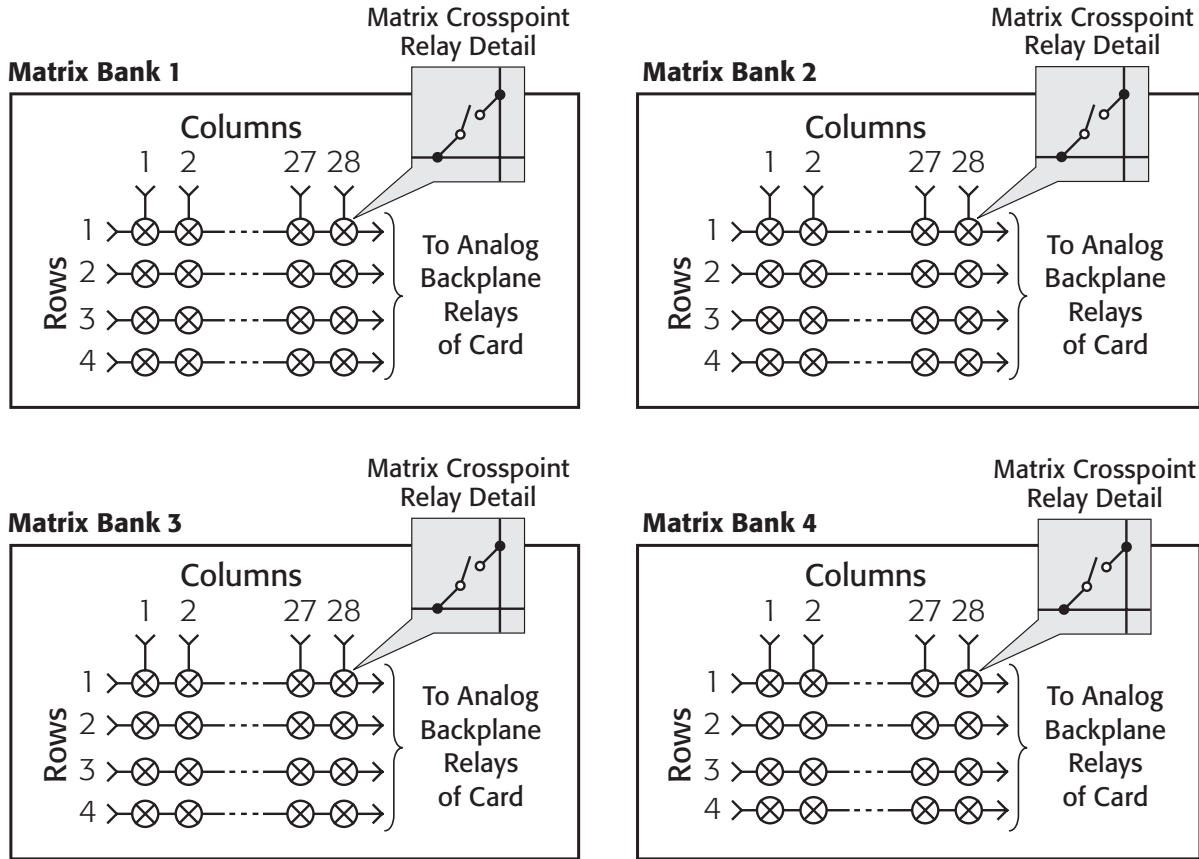 Matrix Crosspoint
Relay Detail
Matrix Bank 1
Columns
1 2 27 28
Rows
1
2
3
4
To Analog
Backplane
Relays
of Card
Matrix Crosspoint
Relay Detail
Matrix Bank 2
Columns
1 2 27 28
Rows
1
2
3
4
To Analog
Backplane
Relays
of Card
Matrix Crosspoint
Relay Detail
Matrix Bank 3
Columns
1 2 27 28
Rows
1
2
3
4
To Analog
Backplane
Relays
of Card
Matrix Crosspoint
Relay Detail
Matrix Bank 4
Columns
1 2 27 28
Rows
1
2
3
4
To Analog
Backplane
Relays
of Card